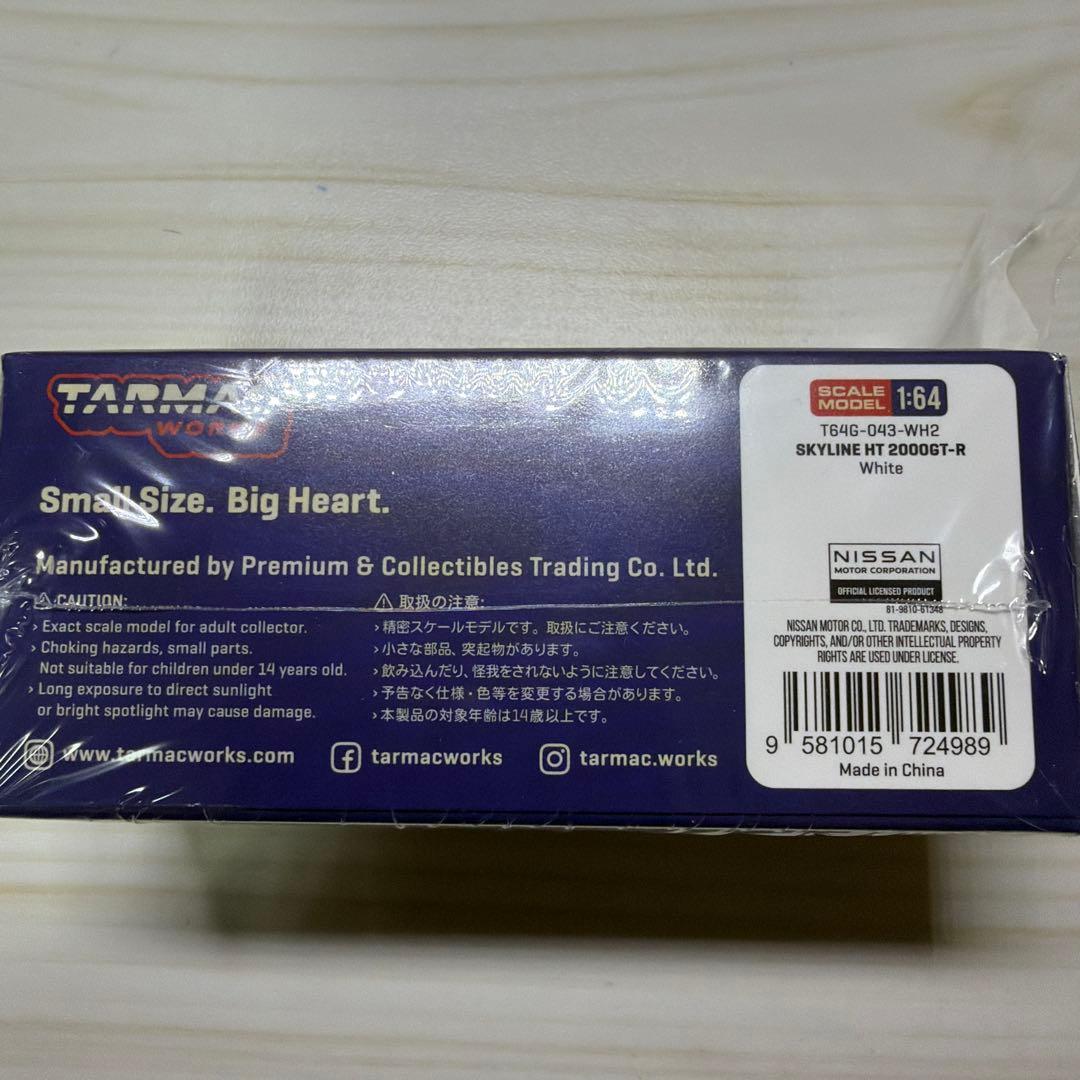 TARMAC
WORKS
Small Size. Big Heart.
Manufactured by Premium & Collectibles Trading Co. Ltd.
⚠ CAUTION:
› Exact scale model for adult collector.
› Choking hazards, small parts.
Not suitable for children under 14 years old.
› Long exposure to direct sunlight
or bright spotlight may cause damage.
⚠ 取扱の注意:
›精密スケールモデルです。取扱にご注意ください。
›小さな部品、突起物があります。
›飲み込んだり、怪我をされないように注意してください。
›予告なく仕様・色等を変更する場合があります。
›本製品の対象年齢は14歳以上です。
www.tarmacworks.com
tarmacworks
tarmac.works
SCALE
MODEL 1:64
T64G-043-WH2
SKYLINE HT 2000GT-R
White
NISSAN
MOTOR CORPORATION
OFFICIAL LICENSED PRODUCT
81-9810-61348
NISSAN MOTOR CO., LTD. TRADEMARKS, DESIGNS,
COPYRIGHTS, AND/OR OTHER INTELLECTUAL PROPERTY
RIGHTS ARE USED UNDER LICENSE.
9 581015 724989
Made in China